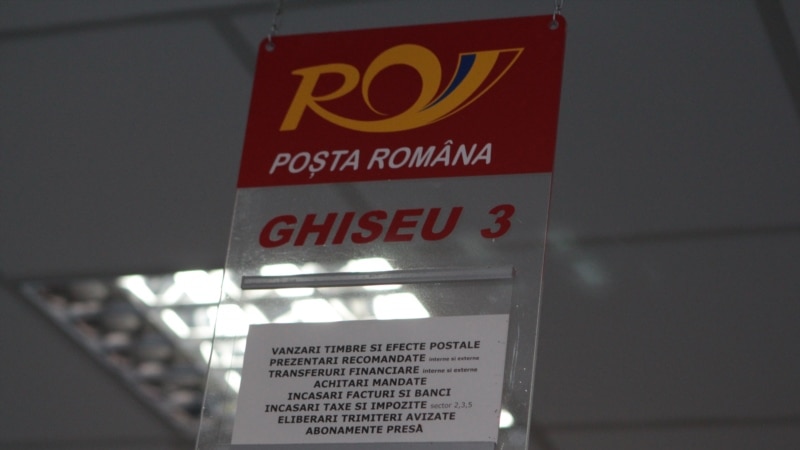 POȘTA ROMÂNA
GHISEU 3
VANZARI TIMBRE SI EFECTE POSTALE
PREZENTARI RECOMANDATE interne si externe
TRANSFERURI FINANCIARE interne si externe
ACHITARI MANDATE
INCASARI FACTURI SI BANCI
INCASARI TAXE SI IMPOZITE sector 2,3,5
ELIBERARI TRIMITERI AVIZATE
ABONAMENTE PRESĂ